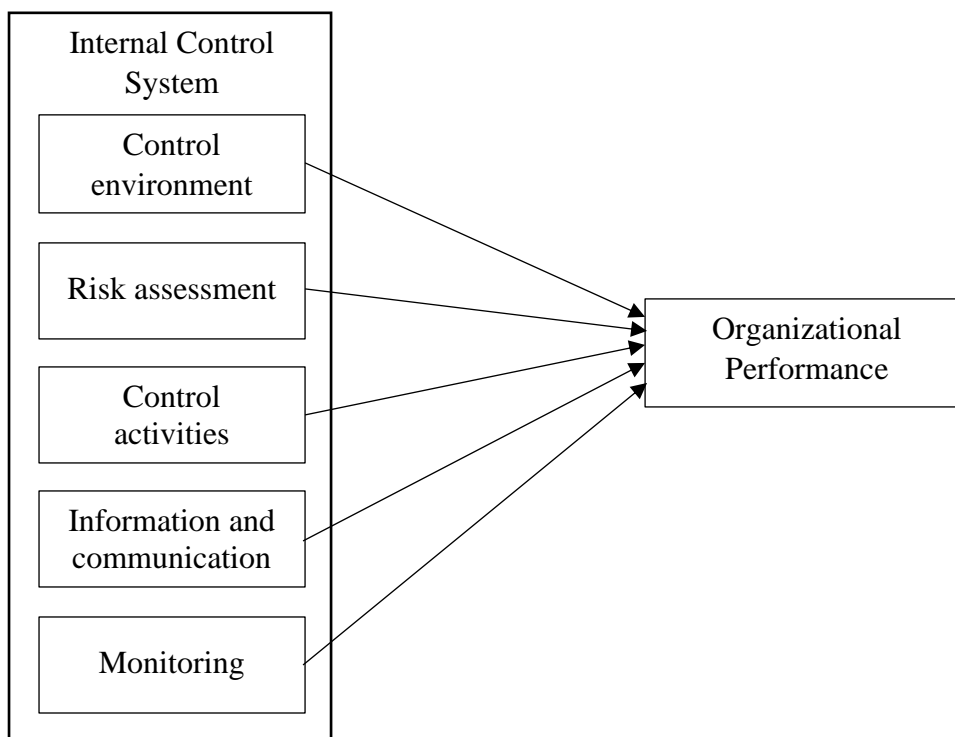 Internal Control
System
Control
environment
Risk assessment
Control
activities
Information and
communication
Monitoring
Organizational
Performance